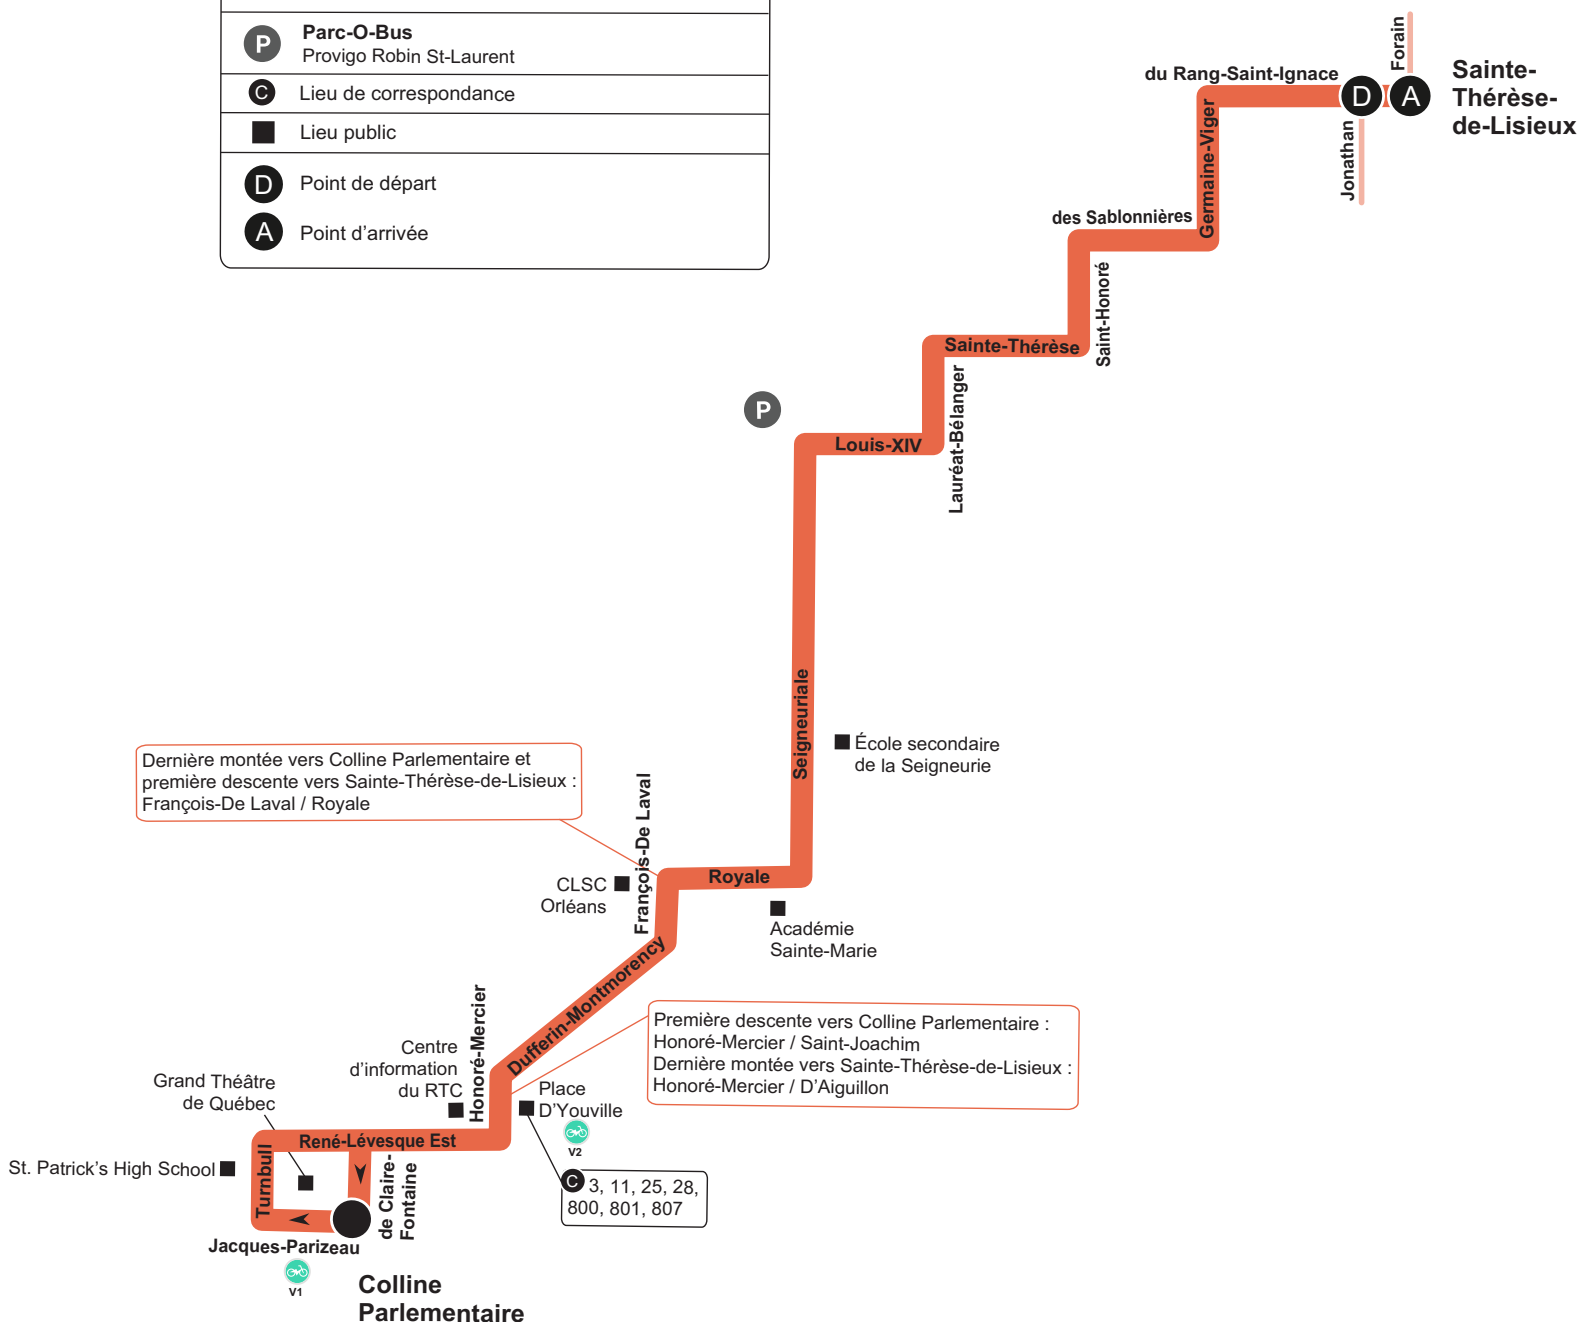 P
Parc-O-Bus
Provigo Robin St-Laurent
C
Lieu de correspondance
Lieu public
D
Point de départ
A
Point d'arrivée
Forain
du Rang-Saint-Ignace
D
A
Sainte-
Thérèse-
de-Lisieux
Jonathan
Germaine-Viger
des Sablonnières
Saint-Honoré
Sainte-Thérèse
Lauréat-Bélanger
P
Louis-XIV
Seigneuriale
École secondaire
de la Seigneurie
Dernière montée vers Colline Parlementaire et
première descente vers Sainte-Thérèse-de-Lisieux :
François-De Laval / Royale
François-De Laval
CLSC
Orléans
Royale
Académie
Sainte-Marie
Dufferin-Montmorency
Honoré-Mercier
Première descente vers Colline Parlementaire :
Honoré-Mercier / Saint-Joachim
Dernière montée vers Sainte-Thérèse-de-Lisieux :
Honoré-Mercier / D'Aiguillon
Centre
d'information
du RTC
Place
D'Youville
V2
Grand Théâtre
de Québec
René-Lévesque Est
St. Patrick's High School
Turnbull
de Claire-
Fontaine
C 3, 11, 25, 28,
800, 801, 807
Jacques-Parizeau
V1
Colline
Parlementaire